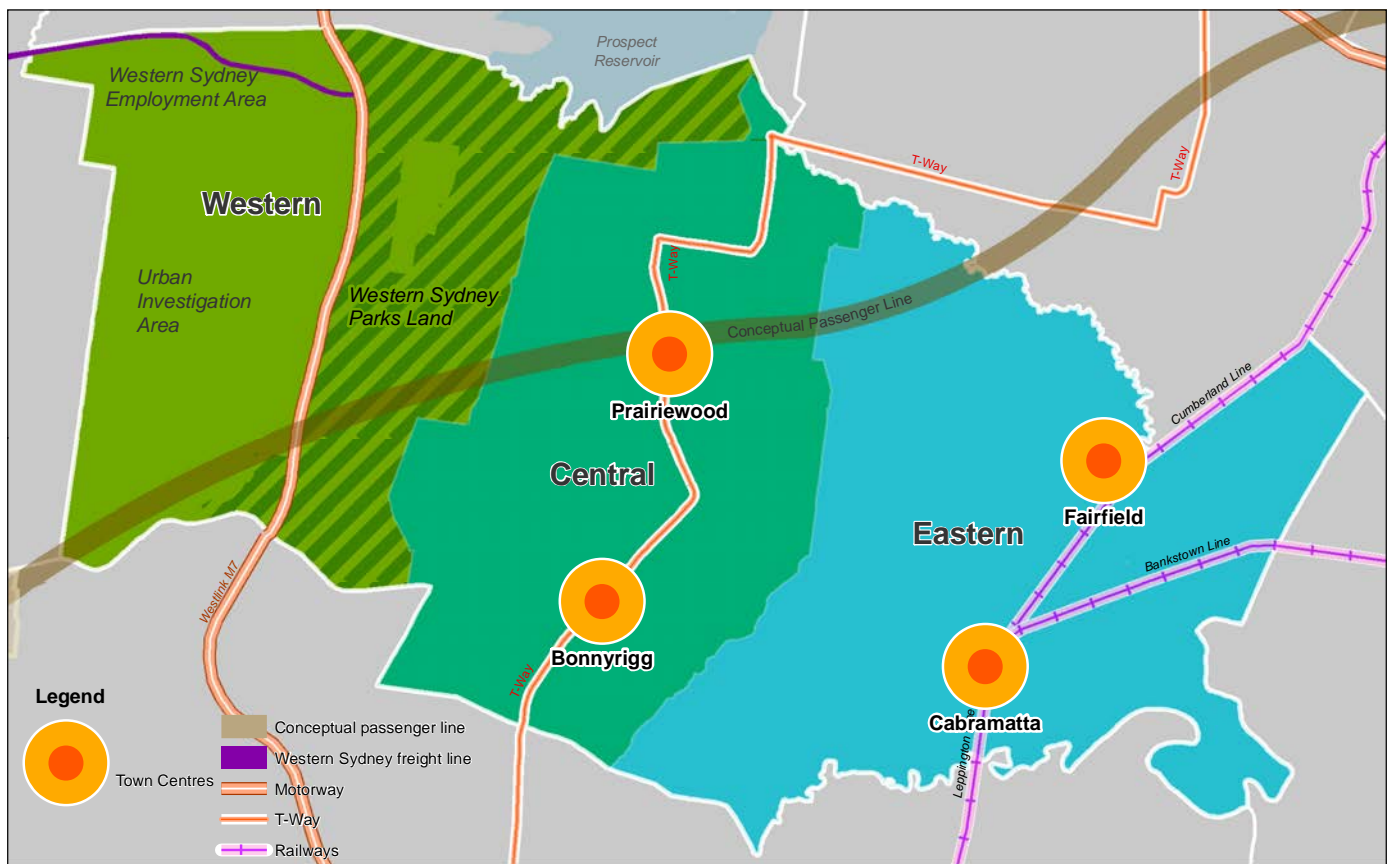 Prospect
Reservoir
Western Sydney
Employment Area
T-Way
T-Way
Western
T-Way
Urban
Investigation
Area
Western Sydney
Parks Land
Conceptual Passenger Line
Prairiewood
Cumberland Line
Central
Fairfield
Eastern
Bankstown Line
Westlink M7
Bonnyrigg
T-Way
Cabramatta
Leppington
Legend
Town Centres
Conceptual passenger line
Western Sydney freight line
Motorway
T-Way
Railways